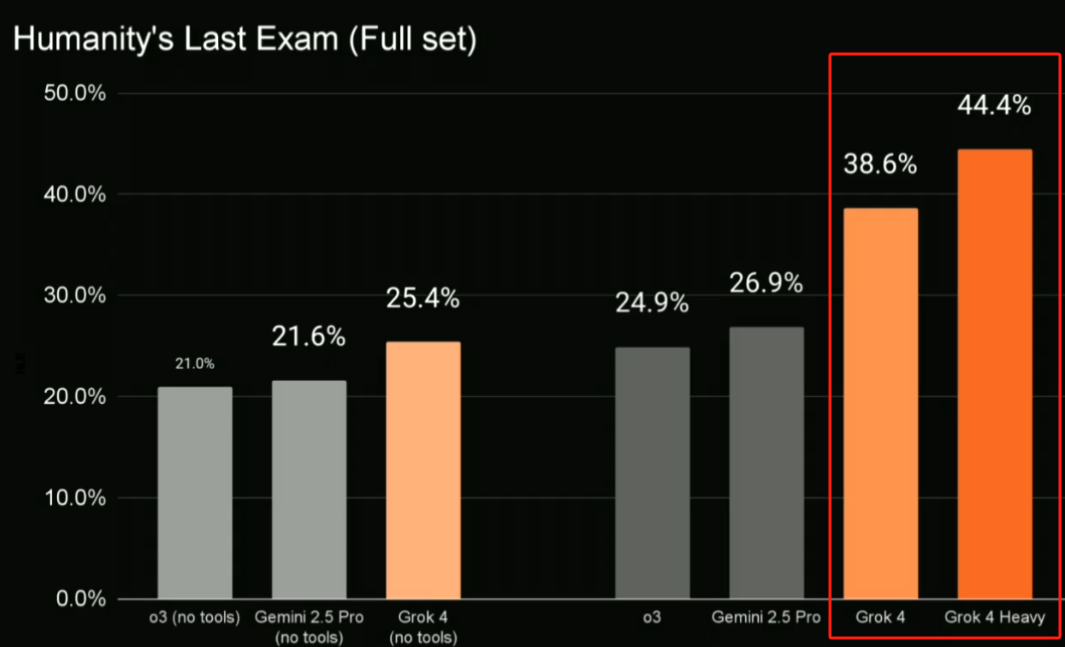 Humanity's Last Exam (Full set)
50.0%
40.0%
30.0%
20.0%
10.0%
0.0%
21.0%
21.6%
25.4%
24.9%
26.9%
38.6%
44.4%
o3 (no tools)
Gemini 2.5 Pro
(no tools)
Grok 4
(no tools)
o3
Gemini 2.5 Pro
Grok 4
Grok 4 Heavy